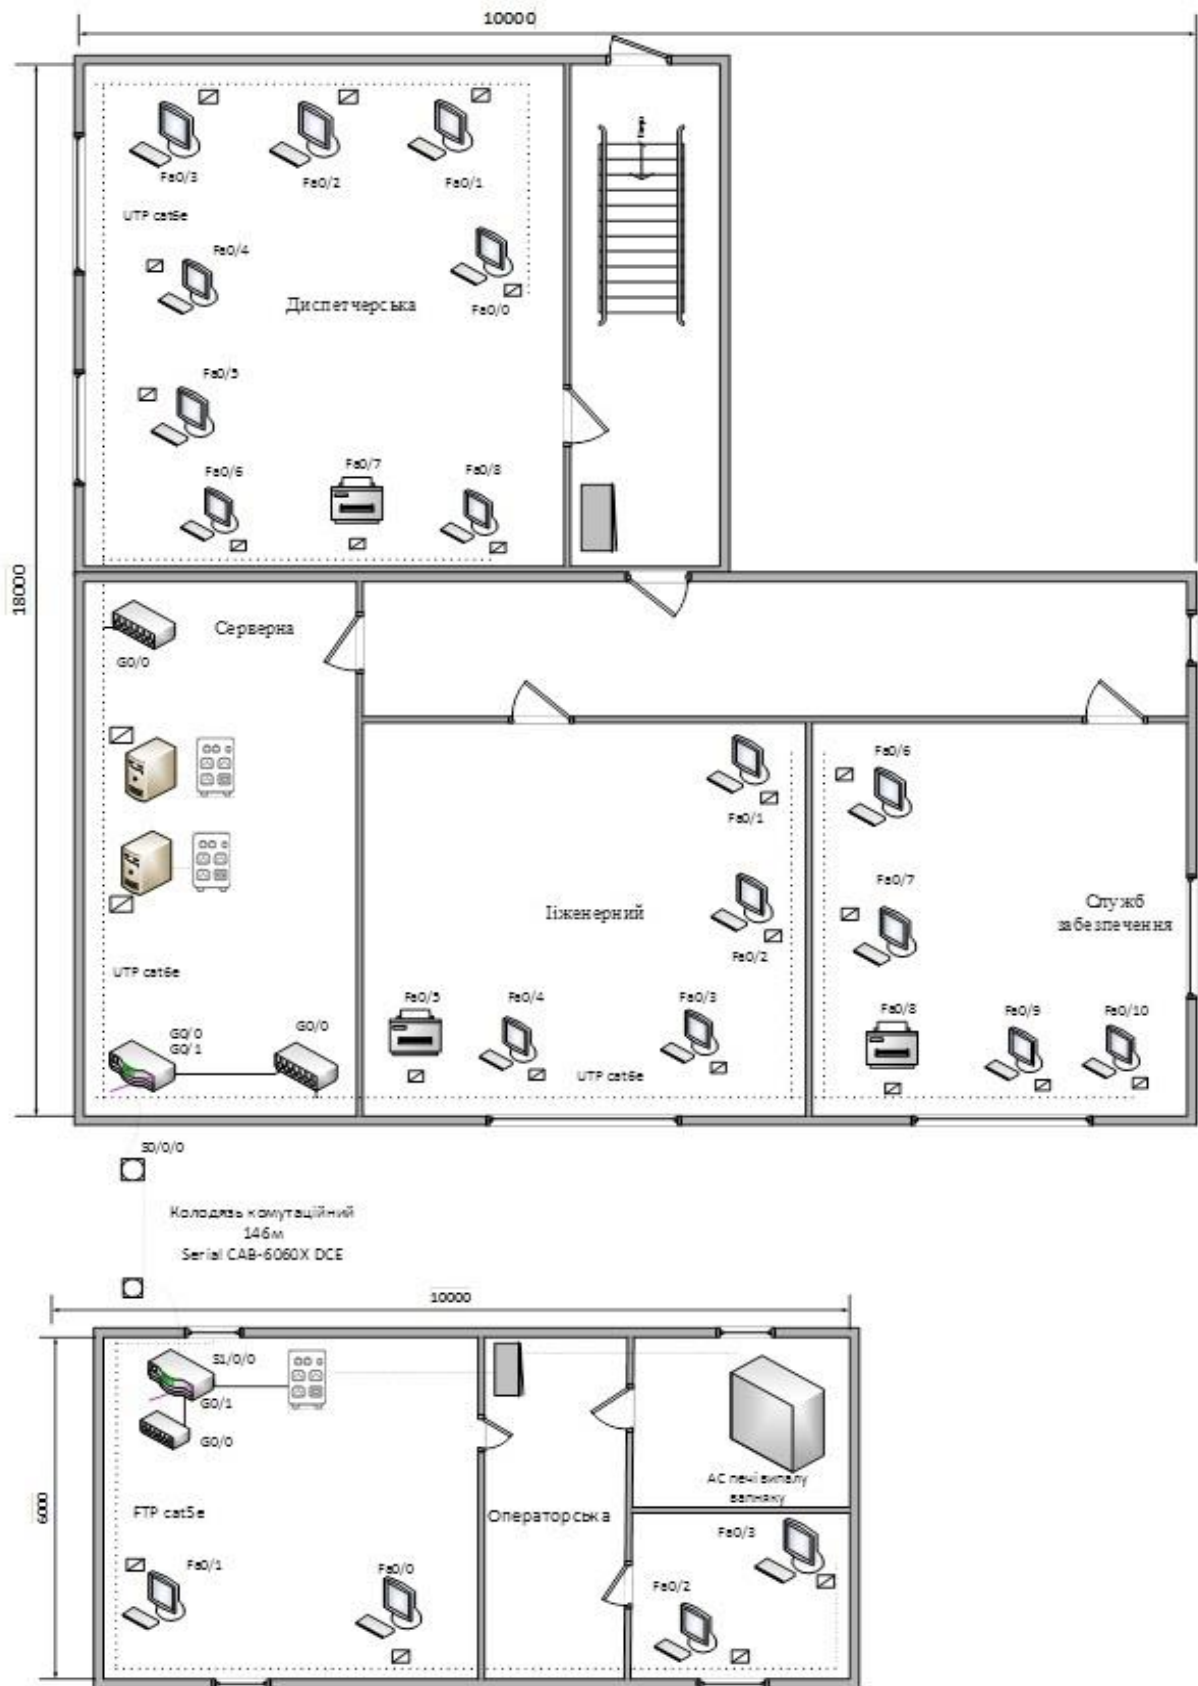 10000
18000
Fa0/3
Fa0/2
Fa0/1
UTP cat6e
Fa0/4
Диспетчерська
Fa0/0
Fa0/5
Fa0/6
Fa0/7
Fa0/8
Серверна
G0/0
Fa0/1
Fa0/6
Fa0/7
Ііженерний
Служб
забезпечення
Fa0/2
UTP cat6e
Fa0/5
Fa0/4
Fa0/3
Fa0/8
Fa0/9
Fa0/10
G0/0
G0/1
G0/0
UTP cat6e
S0/0/0
Колодязь комутаційний
146м
Serial CAB-6060X DCE
10000
6000
S1/0/0
G0/1
G0/0
АС печі випалу
вапняку
FTP cat5e
Операторська
Fa0/3
Fa0/1
Fa0/0
Fa0/2